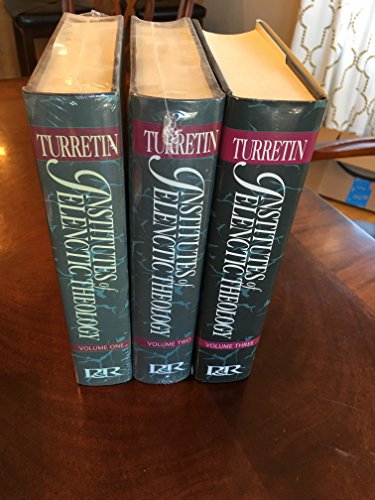 TURRETIN
INSTITUTES of
ELENCTIC THEOLOGY
VOLUME ONE
P&R
TURRETIN
INSTITUTES of
ELENCTIC THEOLOGY
VOLUME TWO
P&R
TURRETIN
INSTITUTES of
ELENCTIC THEOLOGY
VOLUME THREE
P&R